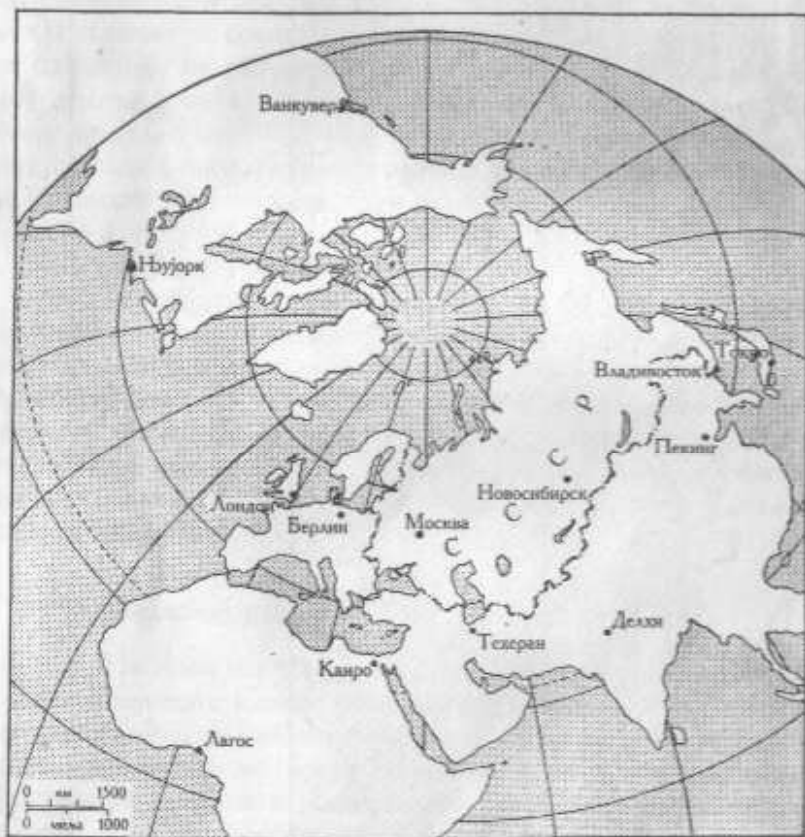 Ванкувер
Њујорк
Токио
Владивосток
Пекинг
Новосибирск
Лондон
Берлин
Москва
Делхи
Техеран
Каиро
Лагос
0 км 1500
0 миља 1000